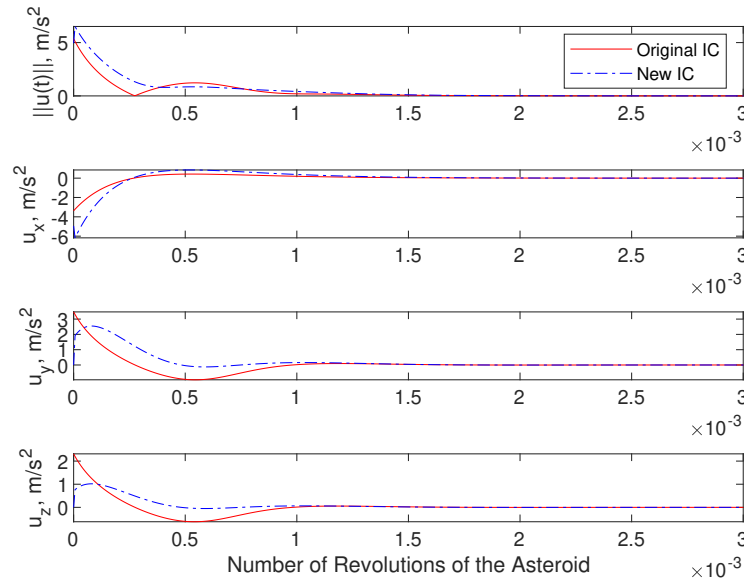 ||u(t)||, m/s²
5
0
Original IC
New IC
0 0.5 1 1.5 2 2.5 3
×10⁻³
u_x, m/s²
0
-2
-4
-6
0 0.5 1 1.5 2 2.5 3
×10⁻³
u_y, m/s²
3
2
1
0
0 0.5 1 1.5 2 2.5 3
×10⁻³
u_z, m/s²
2
1
0
0 0.5 1 1.5 2 2.5 3
Number of Revolutions of the Asteroid
×10⁻³